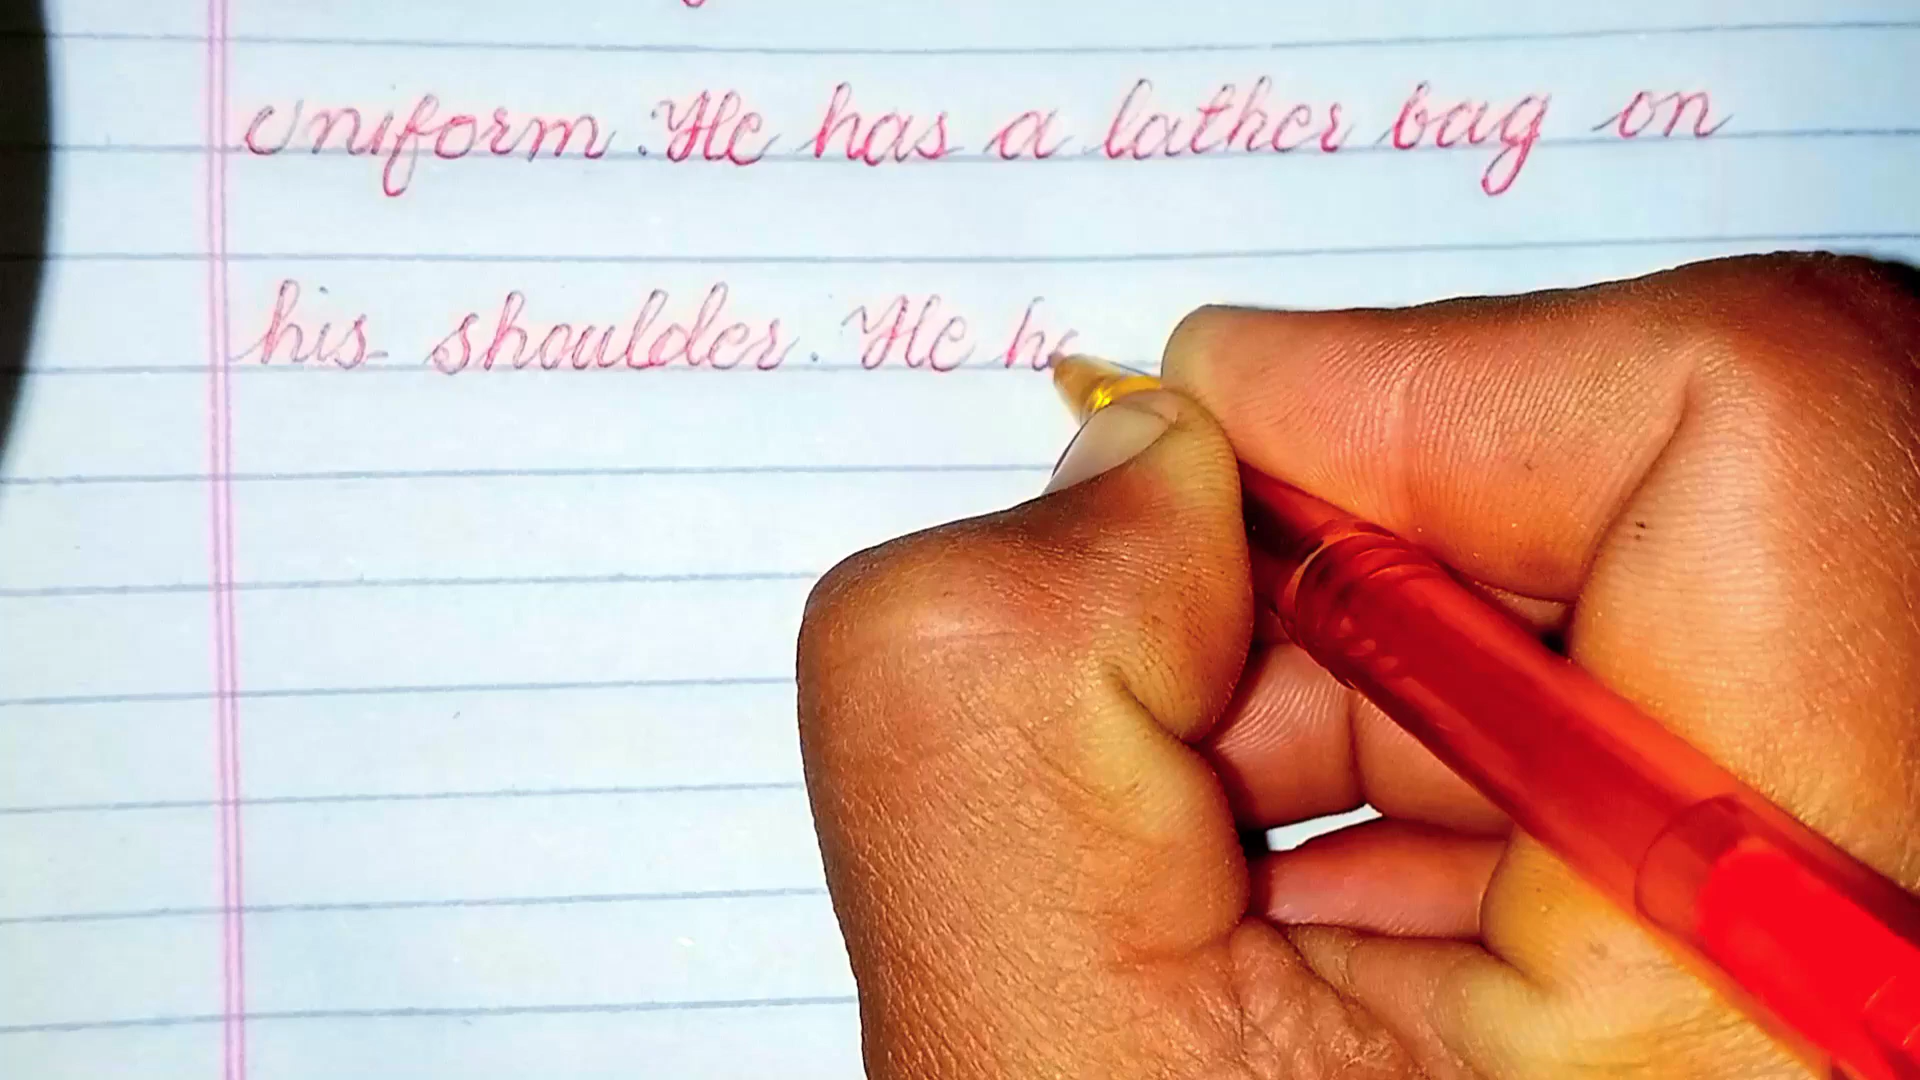 Uniform. He has a lather bag on
his shoulder. He